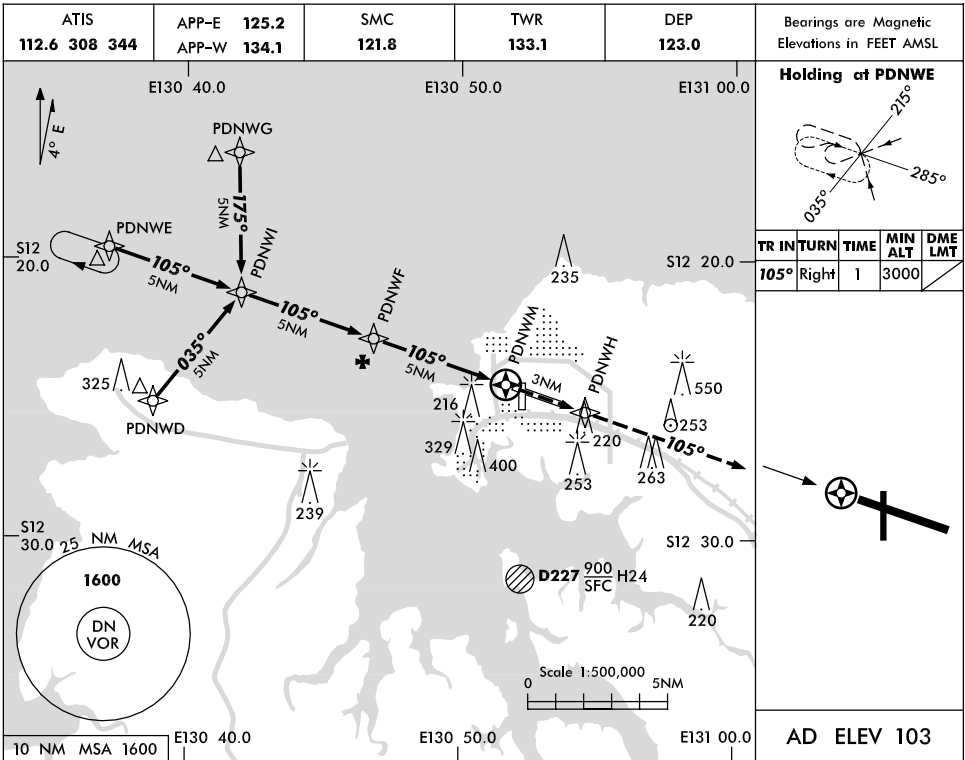 ATIS
112.6 308 344
APP-E 125.2
APP-W 134.1
SMC
121.8
TWR
133.1
DEP
123.0
Bearings are Magnetic
Elevations in FEET AMSL
E130 40.0
E130 50.0
E131 00.0
4° E
PDNWG
175°
5NM
PDNWE
105°
5NM
PDNWI
105°
5NM
PDNWF
105°
5NM
PDNWM
3NM
PDNWH
105°
035°
5NM
PDNWD
S12
20.0
S12 20.0
235
325
216
329
400
220
253
263
550
253
239
S12
30.0
S12 30.0
25 NM MSA
1600
DN
VOR
D227 900
SFC H24
220
Scale 1:500,000
0
5NM
10 NM MSA 1600
E130 40.0
E130 50.0
E131 00.0
Holding at PDNWE
215°
285°
035°
TR IN TURN TIME MIN ALT DME LMT
105° Right 1 3000
AD ELEV 103